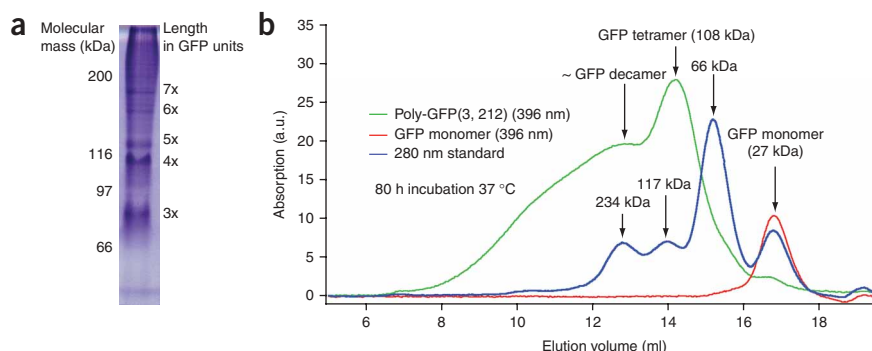 a
Molecular
mass (kDa)
Length
in GFP units
200
116
97
66
7x
6x
5x
4x
3x
b
35
30
25
20
15
10
5
0
Absorption (a.u.)
GFP tetramer (108 kDa)
~ GFP decamer
66 kDa
Poly-GFP(3, 212) (396 nm)
GFP monomer (396 nm)
280 nm standard
GFP monomer
(27 kDa)
80 h incubation 37 °C
234 kDa
117 kDa
6 8 10 12 14 16 18
Elution volume (ml)